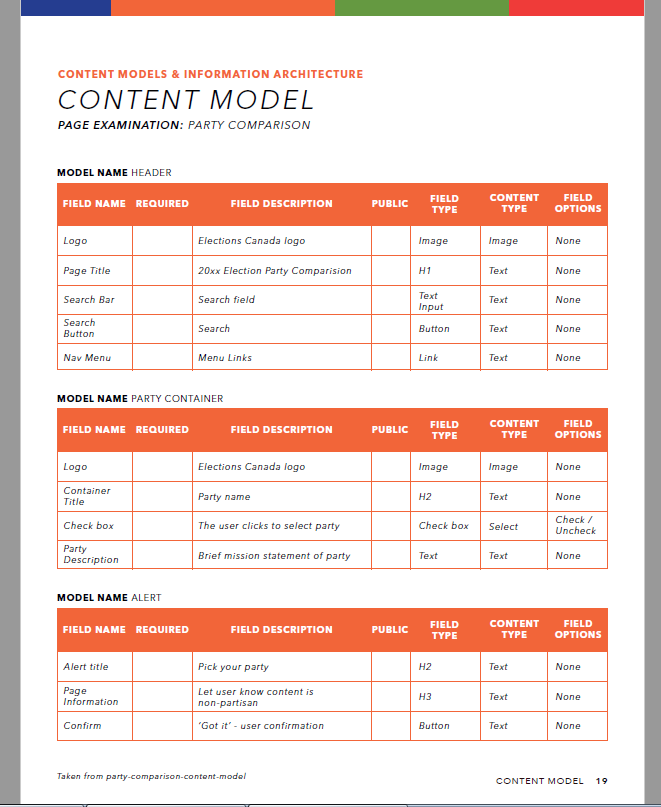 CONTENT MODELS & INFORMATION ARCHITECTURE
CONTENT MODEL
PAGE EXAMINATION: PARTY COMPARISON
MODEL NAME HEADER
FIELD NAME REQUIRED FIELD DESCRIPTION PUBLIC FIELD TYPE CONTENT TYPE FIELD OPTIONS
Logo Elections Canada logo Image Image None
Page Title 20xx Election Party Comparision H1 Text None
Search Bar Search field Text Input Text None
Search Button Search Button Text None
Nav Menu Menu Links Link Text None
MODEL NAME PARTY CONTAINER
FIELD NAME REQUIRED FIELD DESCRIPTION PUBLIC FIELD TYPE CONTENT TYPE FIELD OPTIONS
Logo Elections Canada logo Image Image None
Container Title Party name H2 Text None
Check box The user clicks to select party Check box Select Check / Uncheck
Party Description Brief mission statement of party Text Text None
MODEL NAME ALERT
FIELD NAME REQUIRED FIELD DESCRIPTION PUBLIC FIELD TYPE CONTENT TYPE FIELD OPTIONS
Alert title Pick your party H2 Text None
Page Information Let user know content is non-partisan H3 Text None
Confirm 'Got it' - user confirmation Button Text None
Taken from party-comparison-content-model
CONTENT MODEL 19